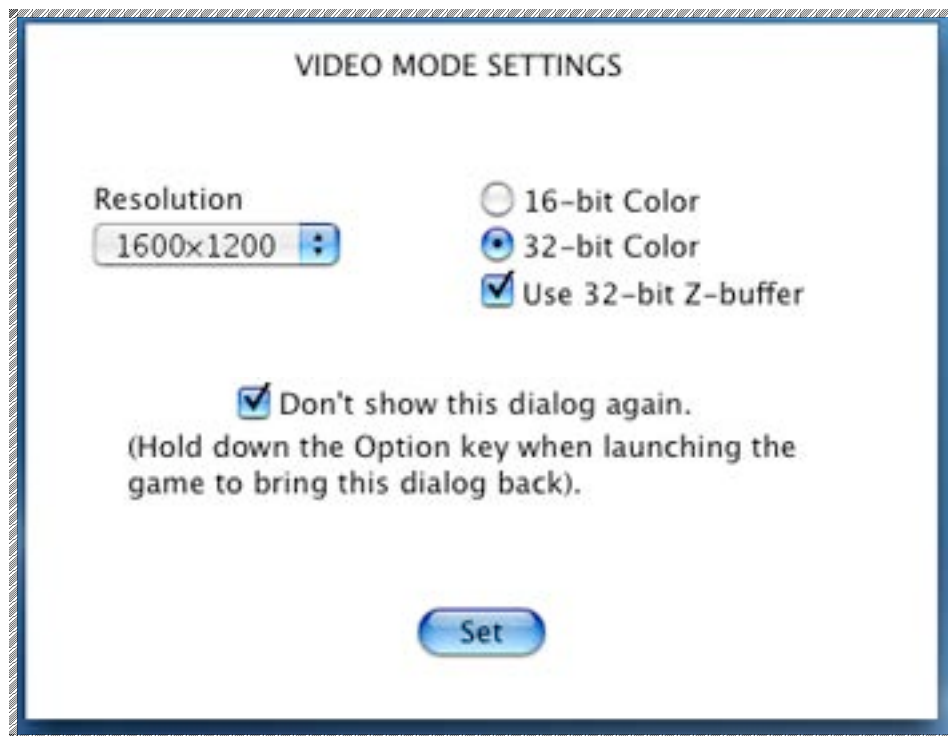 VIDEO MODE SETTINGS
Resolution
1600x1200
16-bit Color
32-bit Color
Use 32-bit Z-buffer
Don't show this dialog again.
(Hold down the Option key when launching the
game to bring this dialog back).
Set